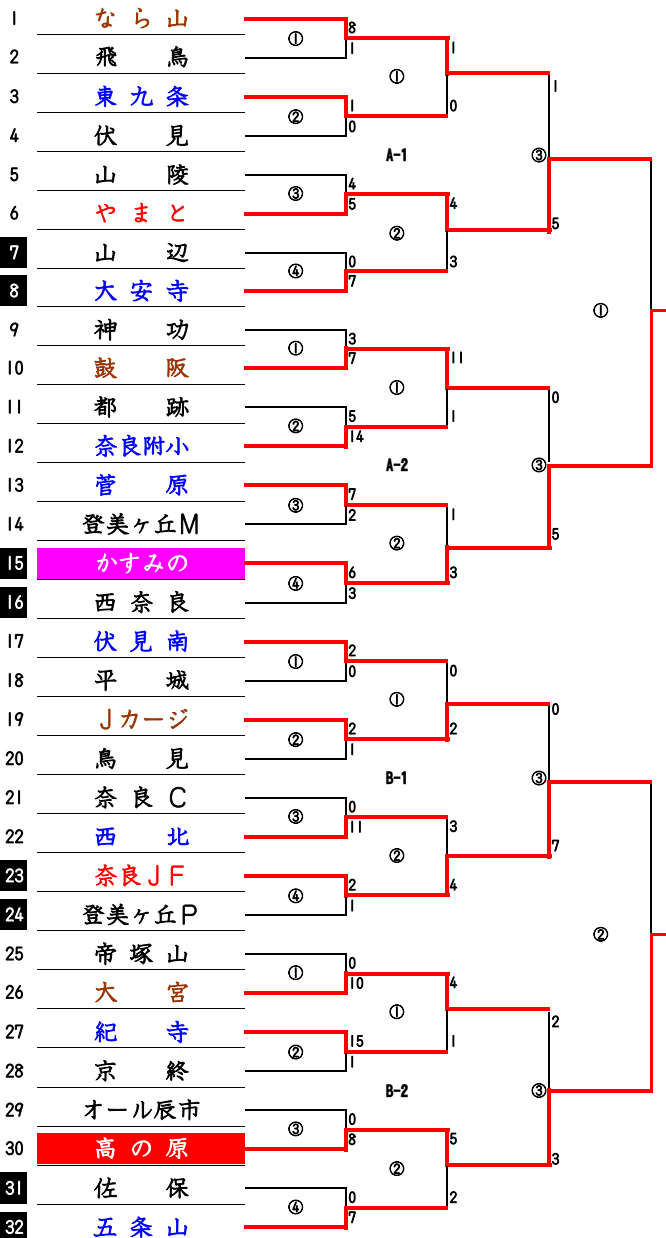 1 なら山
8
①
1
2 飛鳥
1
①
3 東九条
1
②
0
0
4 伏見
1
A-1
③
5 山陵
4
③
5
6 やまと
4
②
5
7 山辺
0
④
7
3
8 大安寺
①
9 神功
3
①
7
10 鼓阪
11
①
11 都跡
5
②
14
1
12 奈良附小
0
A-2
③
13 菅原
7
③
2
14 登美ヶ丘M
1
②
5
15 かすみの
6
④
3
3
16 西奈良
17 伏見南
2
①
0
18 平城
0
①
19 Jカージ
2
②
1
2
20 鳥見
0
B-1
③
21 奈良C
0
③
11
22 西北
3
②
7
23 奈良JF
2
④
1
4
24 登美ヶ丘P
②
25 帝塚山
0
①
10
26 大宮
4
①
27 紀寺
15
②
1
1
28 京終
2
B-2
③
29 オール辰市
0
③
8
30 高の原
5
②
3
31 佐保
0
④
7
2
32 五条山